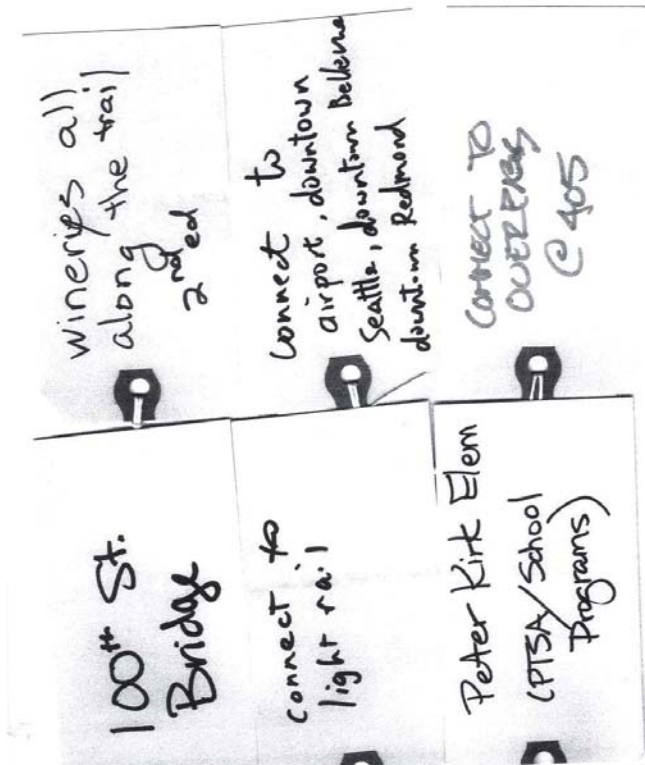 wineries all
along the trail
2nd ed
connect to
airport, downtown
Seattle, downtown Bellevue
downtown Redmond
CONNECT TO
OVERPASS
@ 405
100th St.
Bridge
connect to
light rail
Peter Kirk Elem
(PTSA/School
Programs)